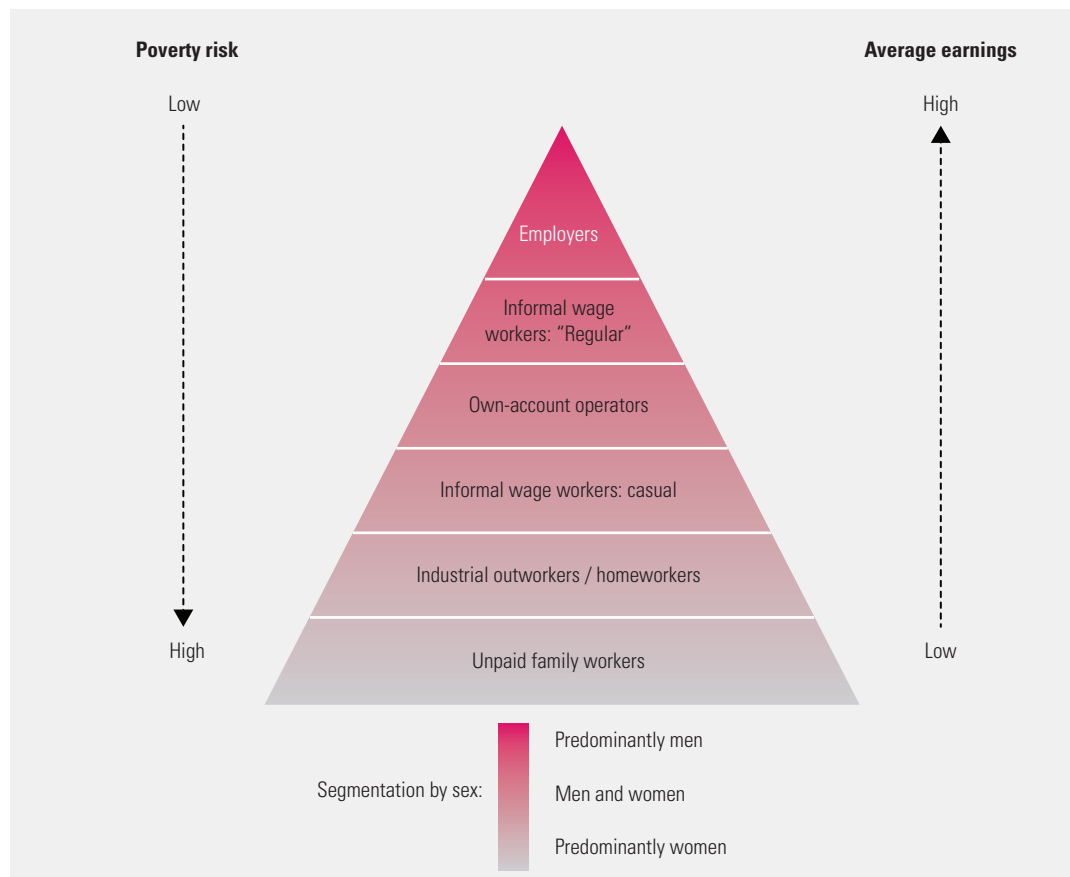 Poverty risk
Average earnings
Low
High
Employers
Informal wage
workers: “Regular”
Own-account operators
Informal wage workers: casual
Industrial outworkers / homeworkers
Unpaid family workers
High
Low
Segmentation by sex:
Predominantly men
Men and women
Predominantly women